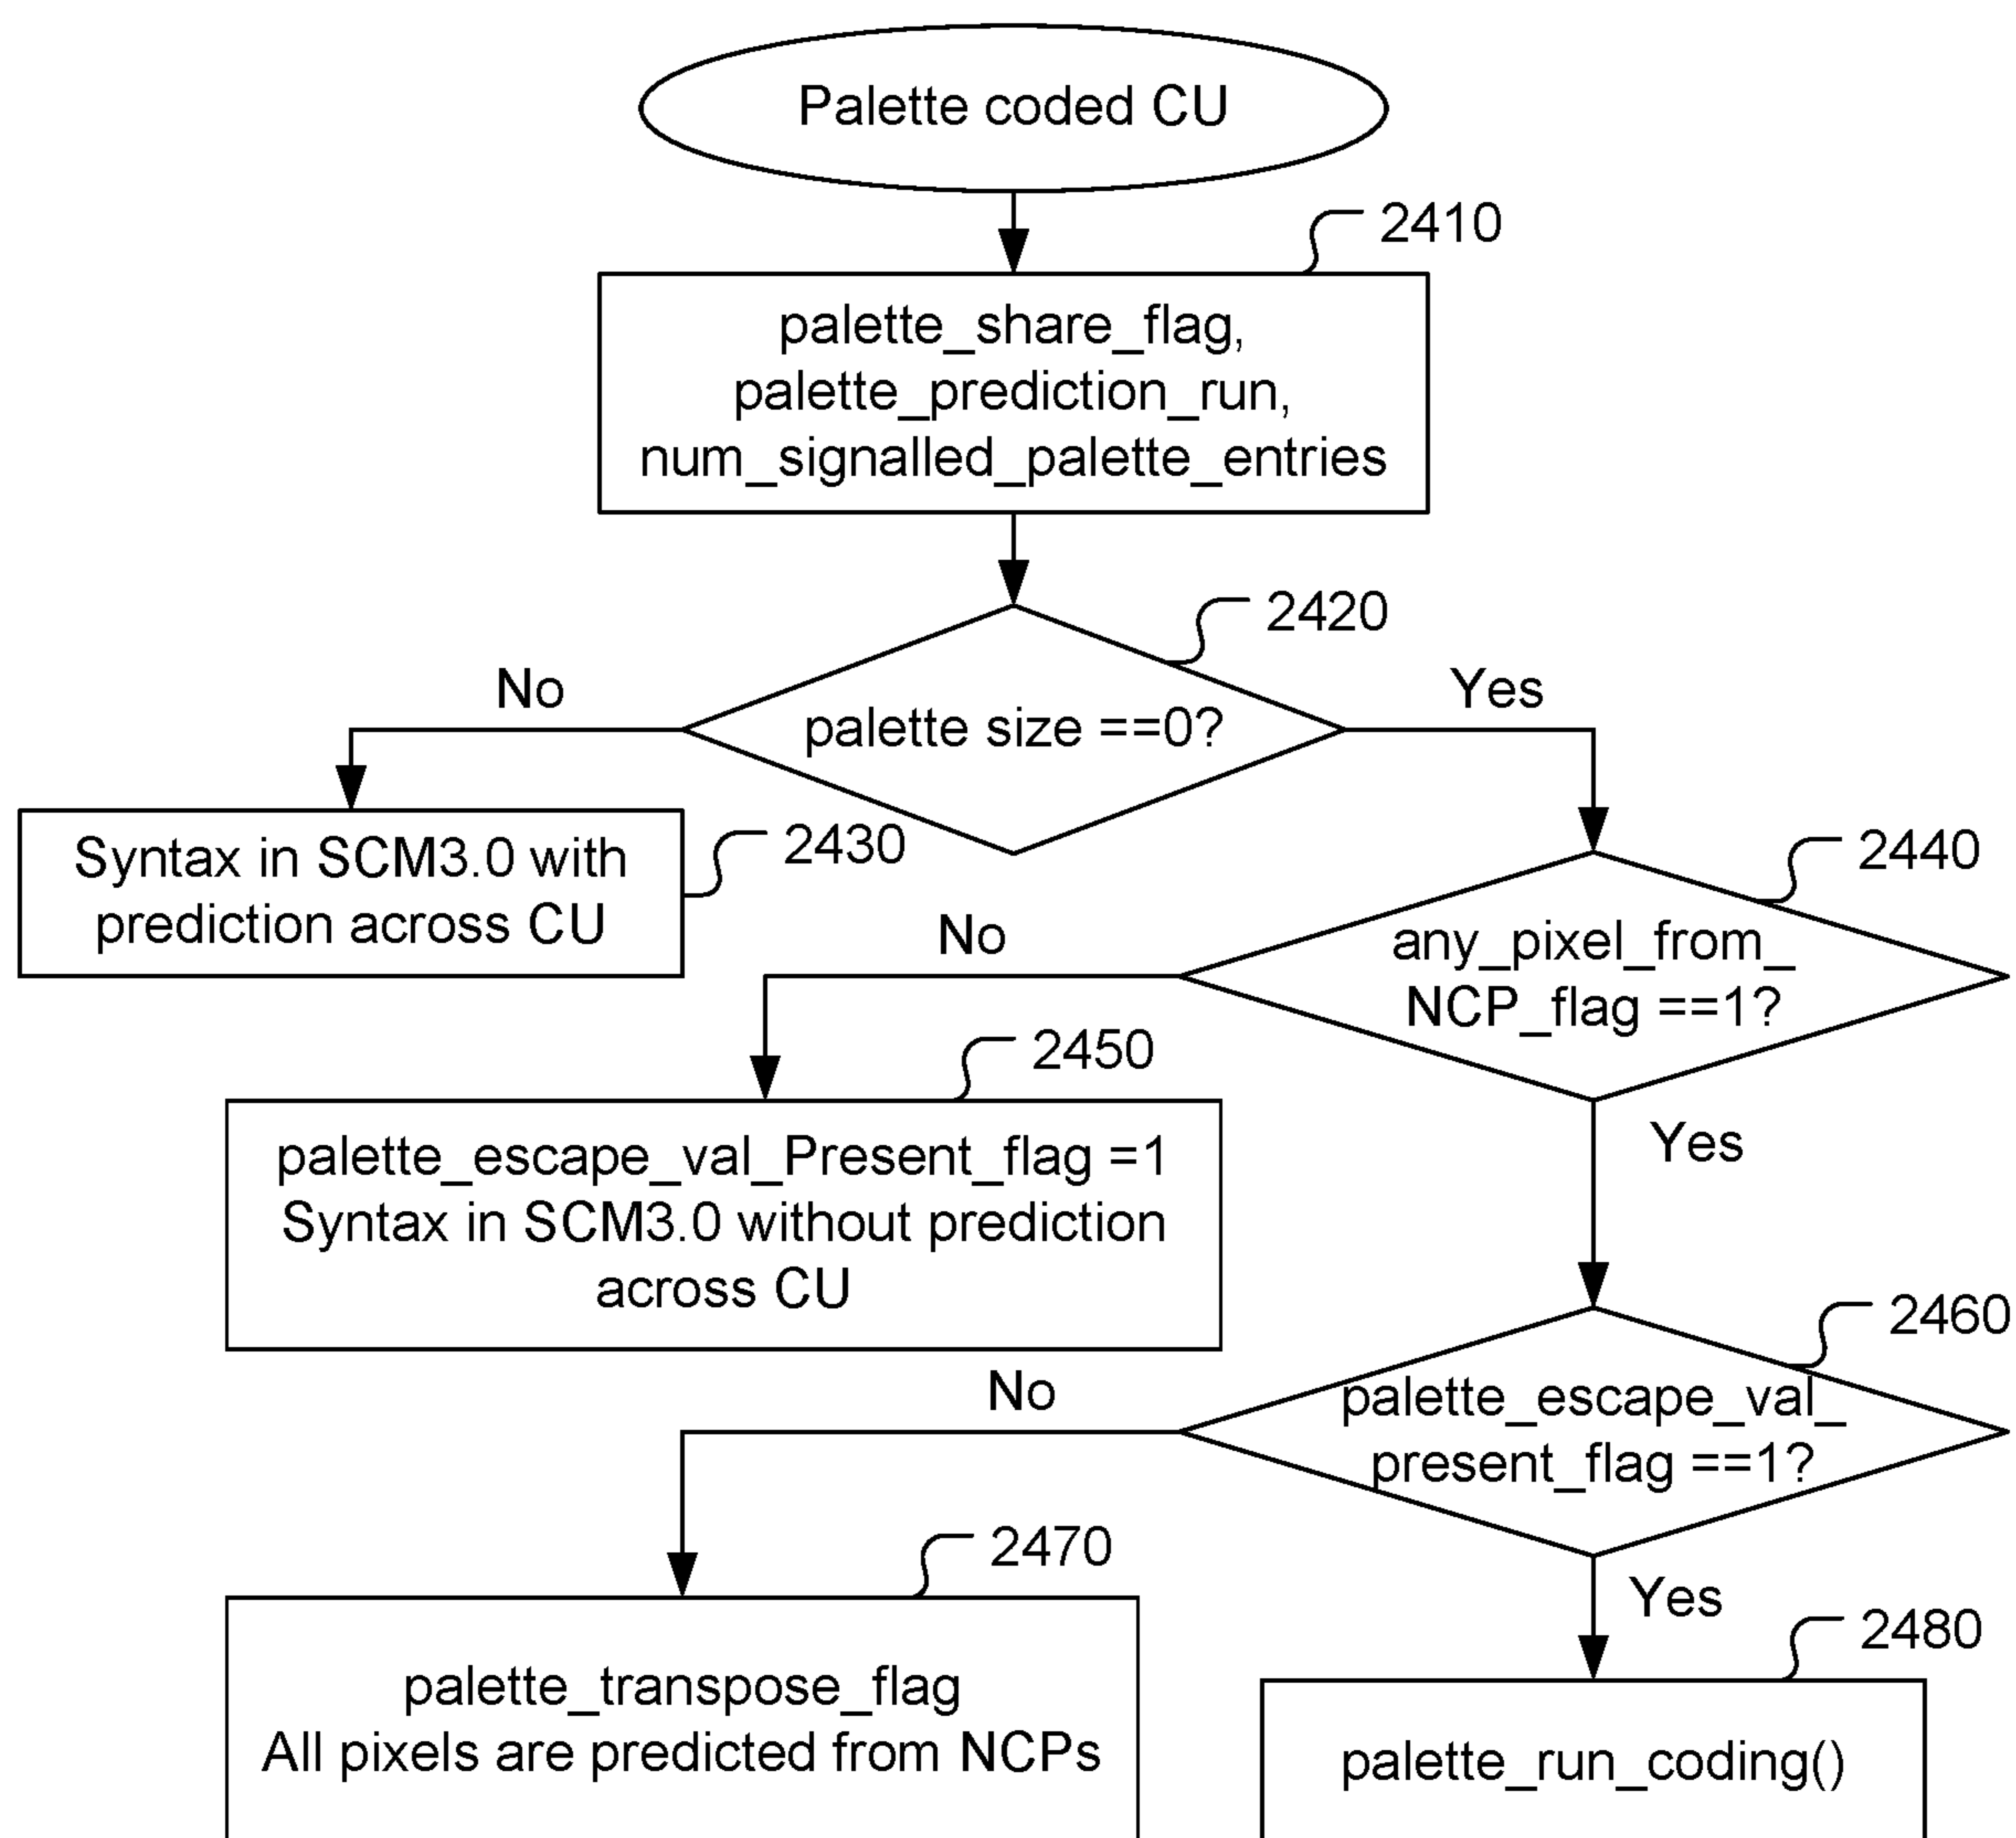 Palette coded CU
2410
palette_share_flag,
palette_prediction_run,
num_signalled_palette_entries
2420
No
Yes
palette size ==0?
2430
Syntax in SCM3.0 with
prediction across CU
2440
No
any_pixel_from_
NCP_flag ==1?
2450
Yes
palette_escape_val_Present_flag =1
Syntax in SCM3.0 without prediction
across CU
2460
No
palette_escape_val_
present_flag ==1?
2470
Yes
2480
palette_transpose_flag
All pixels are predicted from NCPs
palette_run_coding()